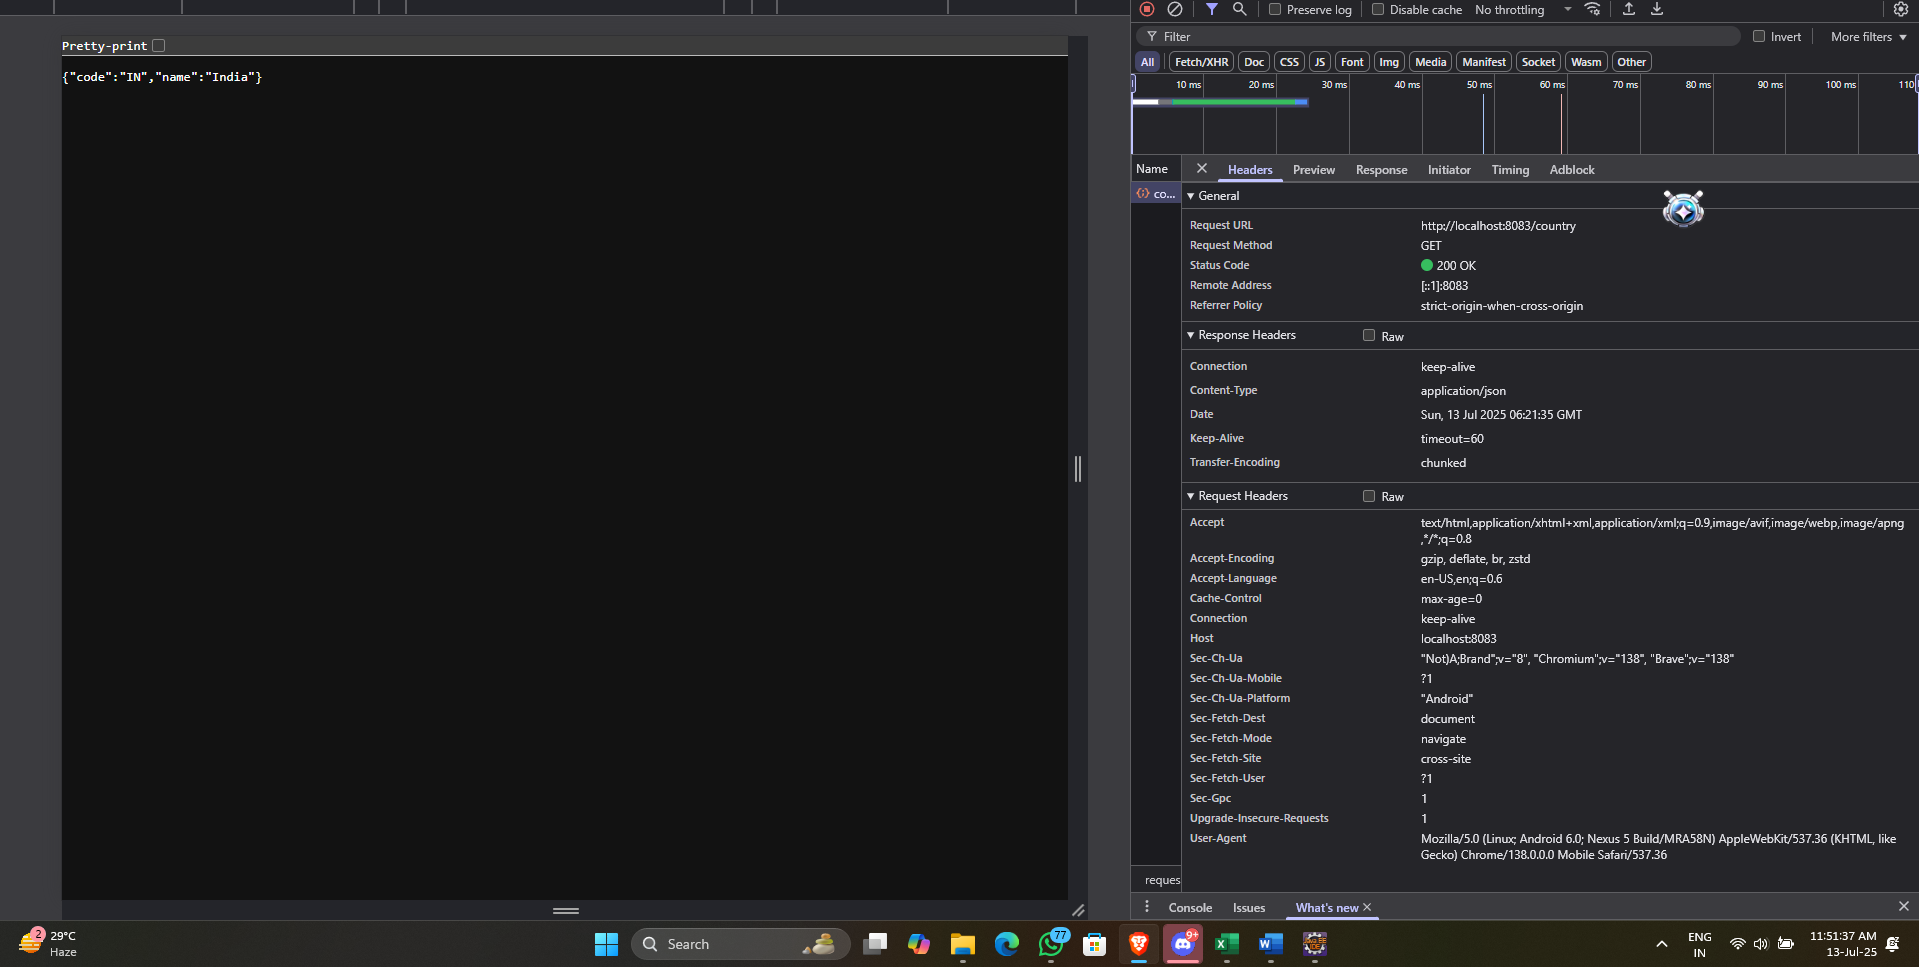 Pretty-print
{"code":"IN","name":"India"}
Preserve log
Disable cache
No throttling
Filter
Invert
More filters
All
Fetch/XHR
Doc
CSS
JS
Font
Img
Media
Manifest
Socket
Wasm
Other
10 ms
20 ms
30 ms
40 ms
50 ms
60 ms
70 ms
80 ms
90 ms
100 ms
110
Name
Headers
Preview
Response
Initiator
Timing
Adblock
co...
General
Request URL http://localhost:8083/country
Request Method GET
Status Code 200 OK
Remote Address [::1]:8083
Referrer Policy strict-origin-when-cross-origin
Response Headers Raw
Connection keep-alive
Content-Type application/json
Date Sun, 13 Jul 2025 06:21:35 GMT
Keep-Alive timeout=60
Transfer-Encoding chunked
Request Headers Raw
Accept text/html,application/xhtml+xml,application/xml;q=0.9,image/avif,image/webp,image/apng
,*/*;q=0.8
Accept-Encoding gzip, deflate, br, zstd
Accept-Language en-US,en;q=0.6
Cache-Control max-age=0
Connection keep-alive
Host localhost:8083
Sec-Ch-Ua "Not)A;Brand";v="8", "Chromium";v="138", "Brave";v="138"
Sec-Ch-Ua-Mobile ?1
Sec-Ch-Ua-Platform "Android"
Sec-Fetch-Dest document
Sec-Fetch-Mode navigate
Sec-Fetch-Site cross-site
Sec-Fetch-User ?1
Sec-Gpc 1
Upgrade-Insecure-Requests 1
User-Agent Mozilla/5.0 (Linux; Android 6.0; Nexus 5 Build/MRA58N) AppleWebKit/537.36 (KHTML, like
Gecko) Chrome/138.0.0.0 Mobile Safari/537.36
reques
Console
Issues
What's new
2
29°C
Haze
Search
77
9+
ENG
IN
11:51:37 AM
13-Jul-25